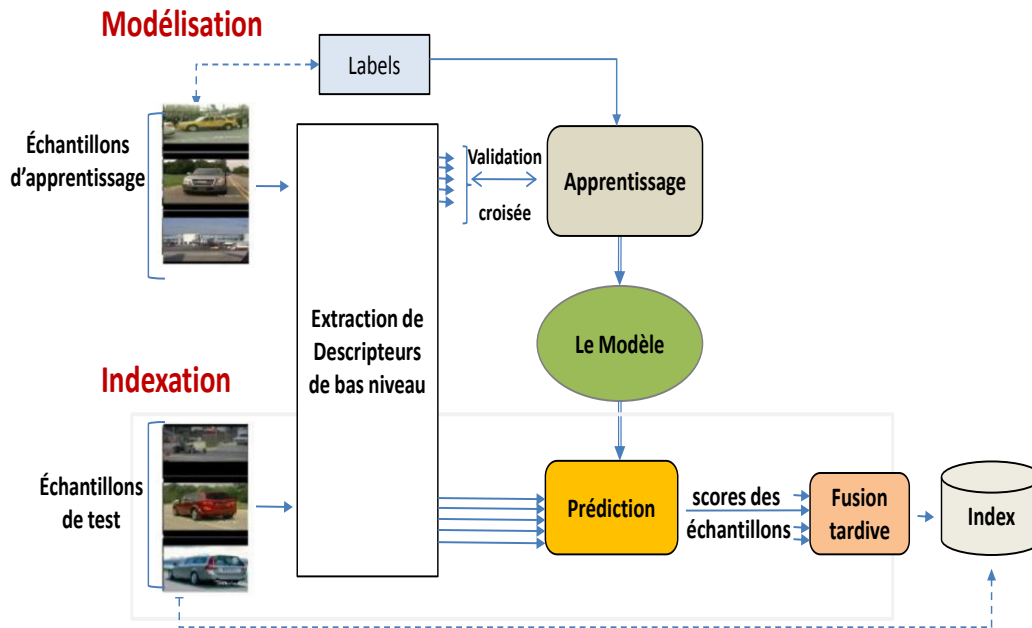 Modélisation
Labels
Échantillons
d'apprentissage
Validation
croisée
Apprentissage
Extraction de
Descripteurs
de bas niveau
Le Modèle
Indexation
Échantillons
de test
Prédiction
scores des
échantillons
Fusion
tardive
Index